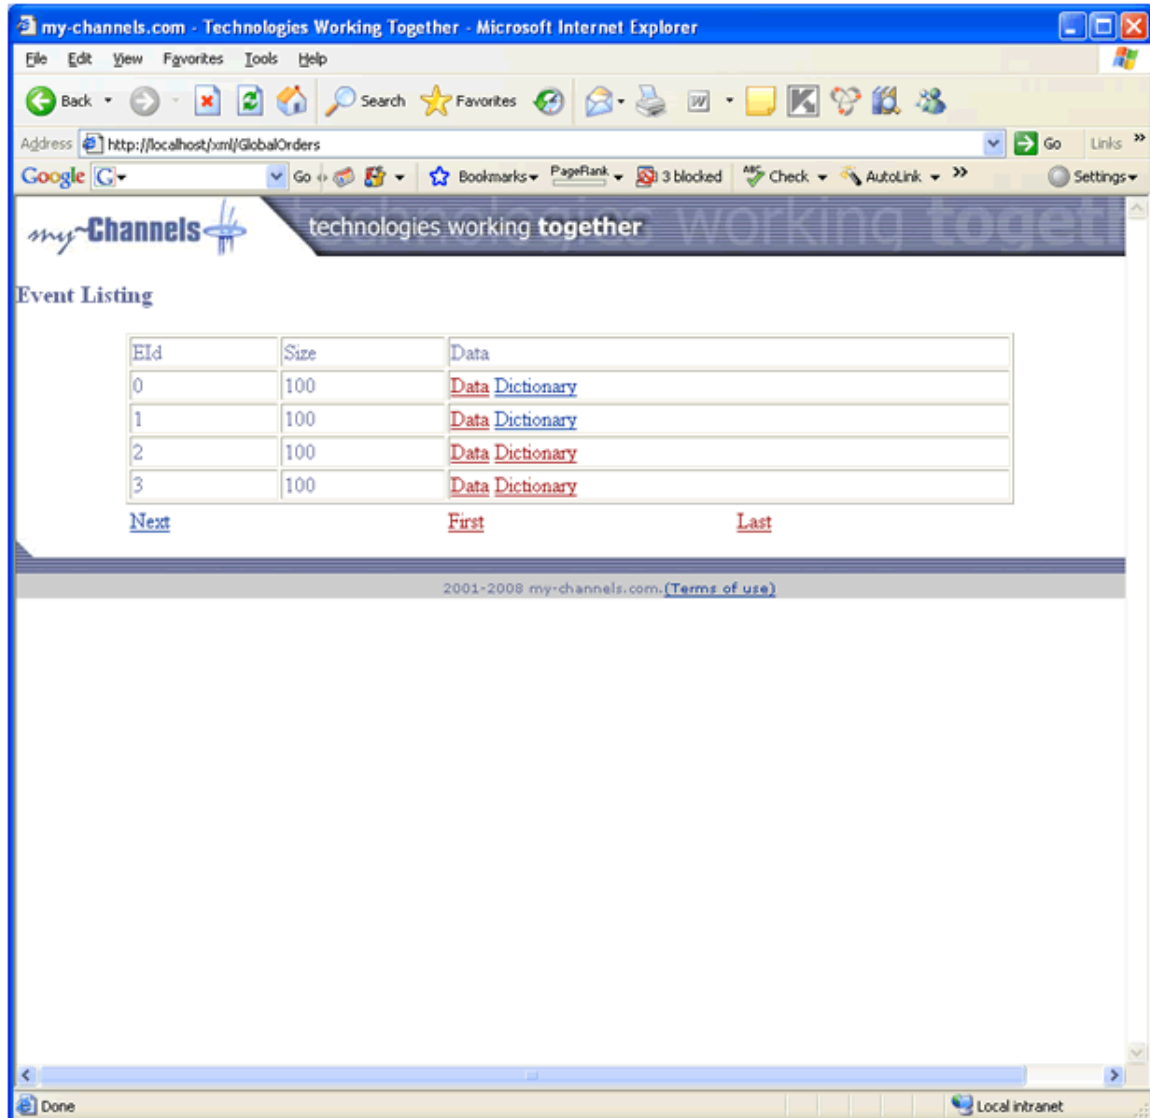 my-channels.com - Technologies Working Together - Microsoft Internet Explorer
File Edit View Favorites Tools Help
Back Search Favorites
Address http://localhost/xml/GlobalOrders Go Links »
Google G Go Bookmarks PageRank 3 blocked ABC Check AutoLink » Settings
my~Channels technologies working together working together
Event Listing
EId Size Data
0 100 Data Dictionary
1 100 Data Dictionary
2 100 Data Dictionary
3 100 Data Dictionary
Next First Last
2001-2008 my-channels.com.(Terms of use)
Done Local intranet